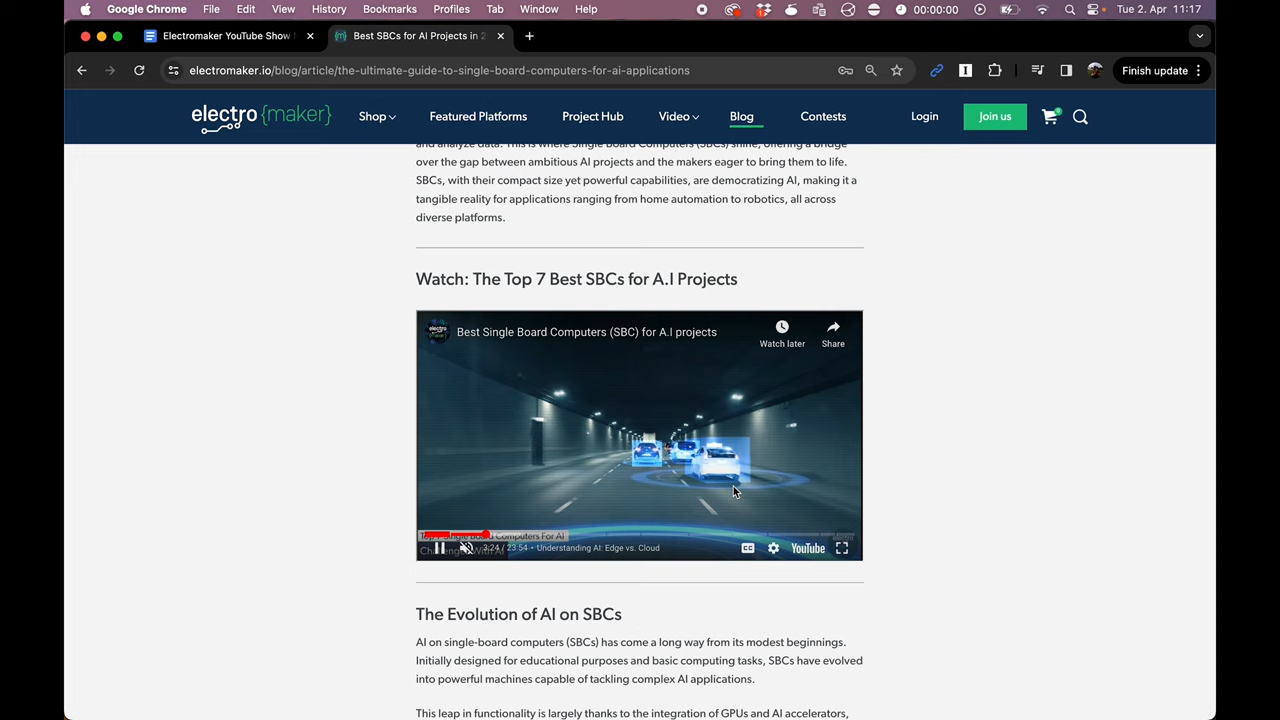 Google Chrome File Edit View History Bookmarks Profiles Tab Window Help 00:00:00 Tue 2. Apr 11:17
Electromaker YouTube Show Best SBCs for AI Projects in 2
electromaker.io/blog/article/the-ultimate-guide-to-single-board-computers-for-ai-applications Finish update
electro {maker} Shop Featured Platforms Project Hub Video Blog Contests Login Join us
and analyze data. This is where Single Board Computers (SBCs) shine, offering a bridge
over the gap between ambitious AI projects and the makers eager to bring them to life.
SBCs, with their compact size yet powerful capabilities, are democratizing AI, making it a
tangible reality for applications ranging from home automation to robotics, all across
diverse platforms.
Watch: The Top 7 Best SBCs for A.I Projects
electro
Best Single Board Computers (SBC) for A.I projects
Watch later Share
Top 7 Single Board Computers For AI
3:24 / 23:54 • Understanding AI: Edge vs. Cloud
Challenges With AI
CC YouTube
The Evolution of AI on SBCs
AI on single-board computers (SBCs) has come a long way from its modest beginnings.
Initially designed for educational purposes and basic computing tasks, SBCs have evolved
into powerful machines capable of tackling complex AI applications.
This leap in functionality is largely thanks to the integration of GPUs and AI accelerators,